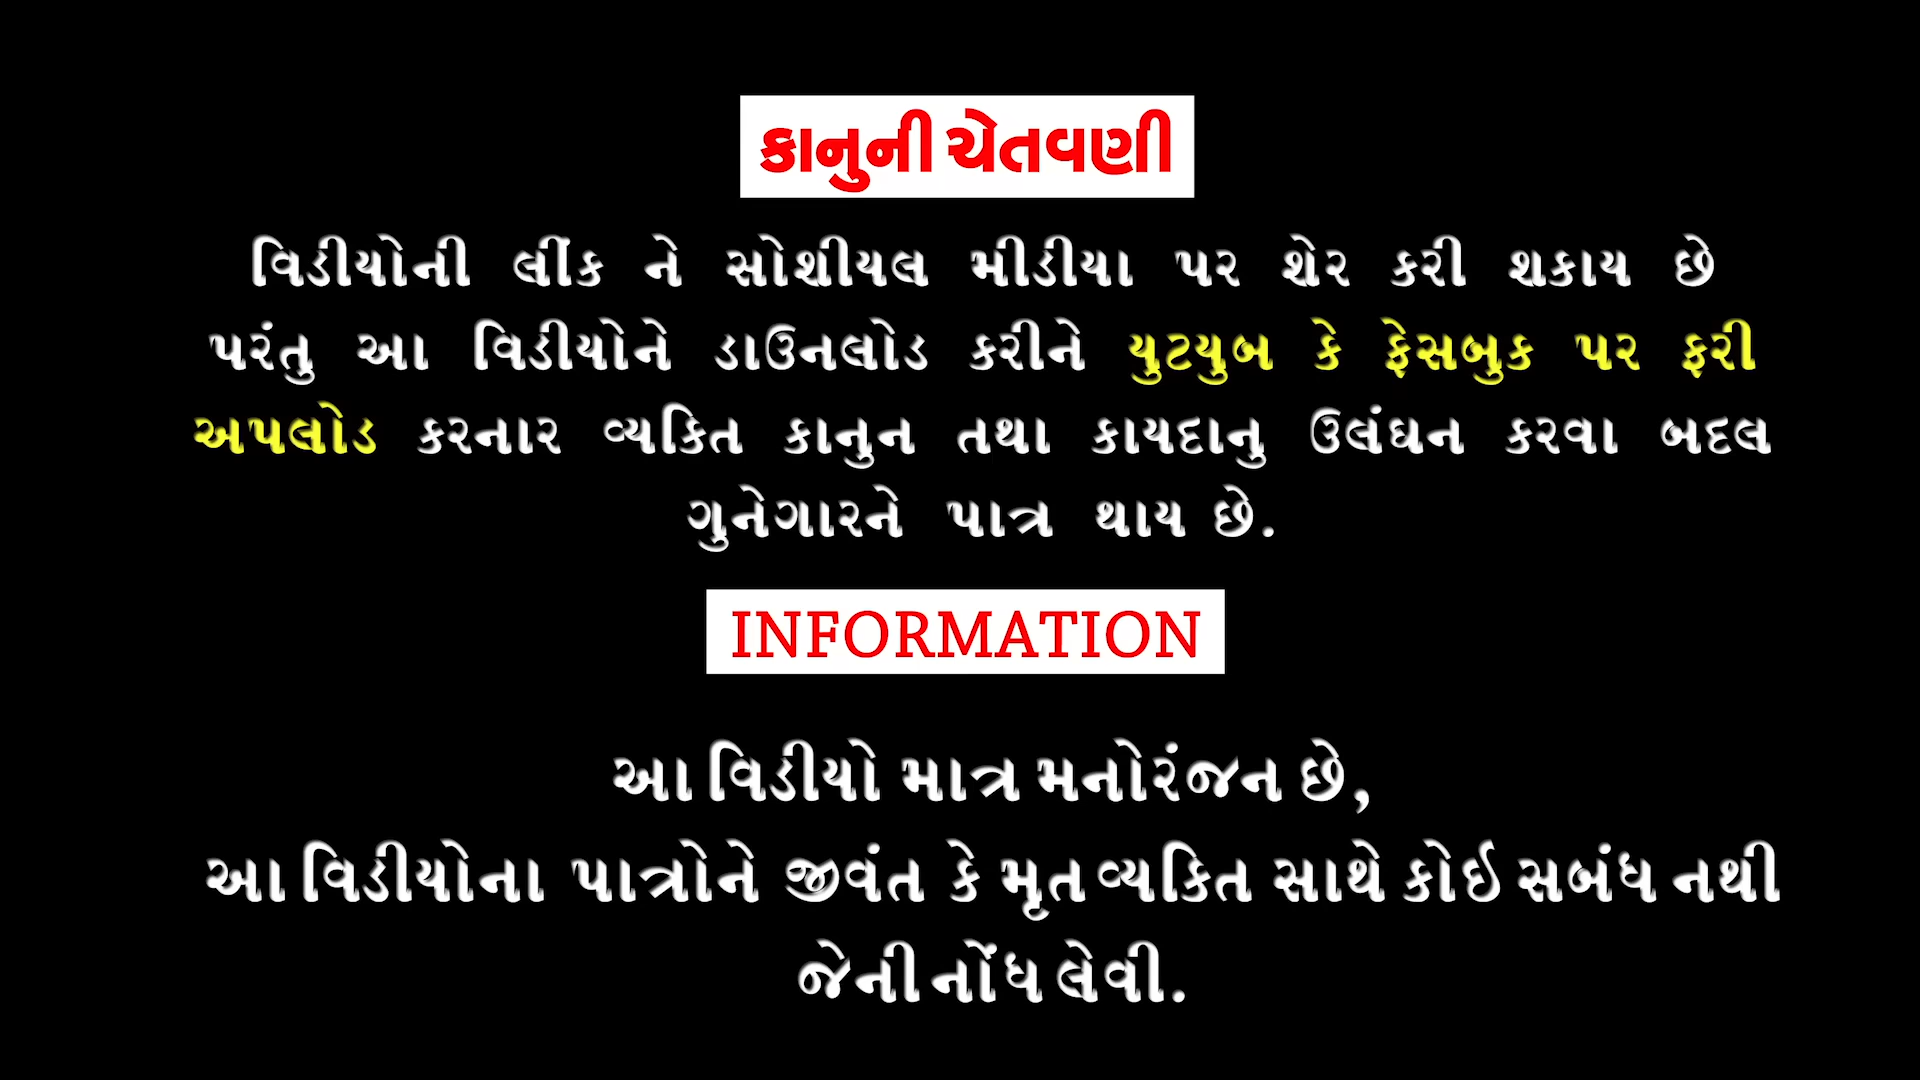 કાનુની ચેતવણી
વિડીયોની લીંક ને સોશીયલ મીડીયા પર શેર કરી શકાય છે
પરંતુ આ વિડીયોને ડાઉનલોડ કરીને યુટયુબ કે ફેસબુક પર ફરી
અપલોડ કરનાર વ્યકિત કાનુન તથા કાયદાનુ ઉલંઘન કરવા બદલ
ગુનેગારને પાત્ર થાય છે.
INFORMATION
આ વિડીયો માત્ર મનોરંજન છે,
આ વિડીયોના પાત્રોને જીવંત કે મૃત વ્યકિત સાથે કોઇ સબંધ નથી
જેની નોંધ લેવી.